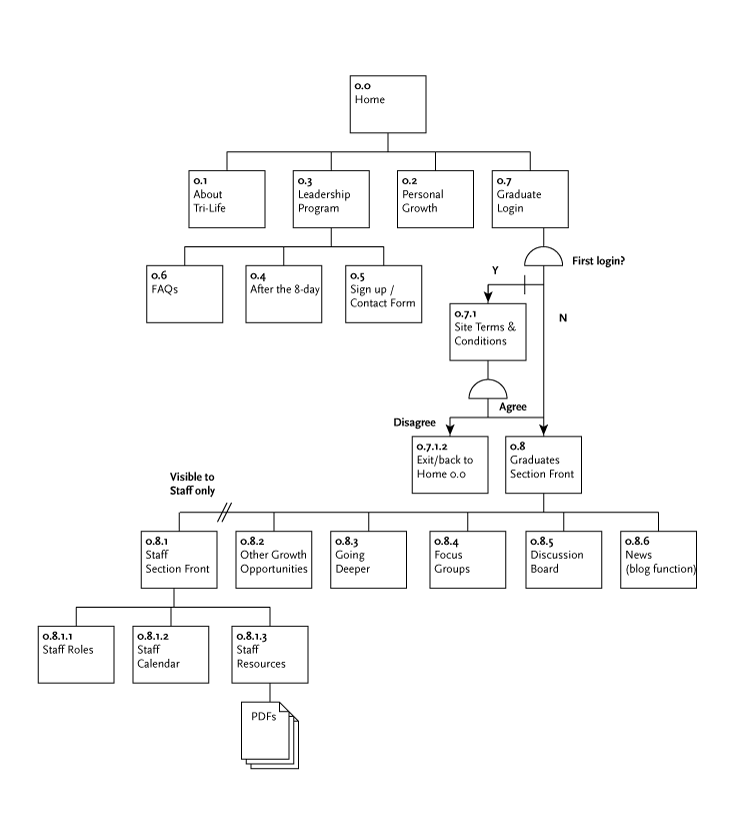 0.0
Home
0.1
About
Tri-Life
0.3
Leadership
Program
0.2
Personal
Growth
0.7
Graduate
Login
First login?
Y
N
0.6
FAQs
0.4
After the 8-day
0.5
Sign up /
Contact Form
0.7.1
Site Terms &
Conditions
Agree
Disagree
0.7.1.2
Exit/back to
Home 0.0
0.8
Graduates
Section Front
Visible to
Staff only
0.8.1
Staff
Section Front
0.8.2
Other Growth
Opportunities
0.8.3
Going
Deeper
0.8.4
Focus
Groups
0.8.5
Discussion
Board
0.8.6
News
(blog function)
0.8.1.1
Staff Roles
0.8.1.2
Staff
Calendar
0.8.1.3
Staff
Resources
PDFs